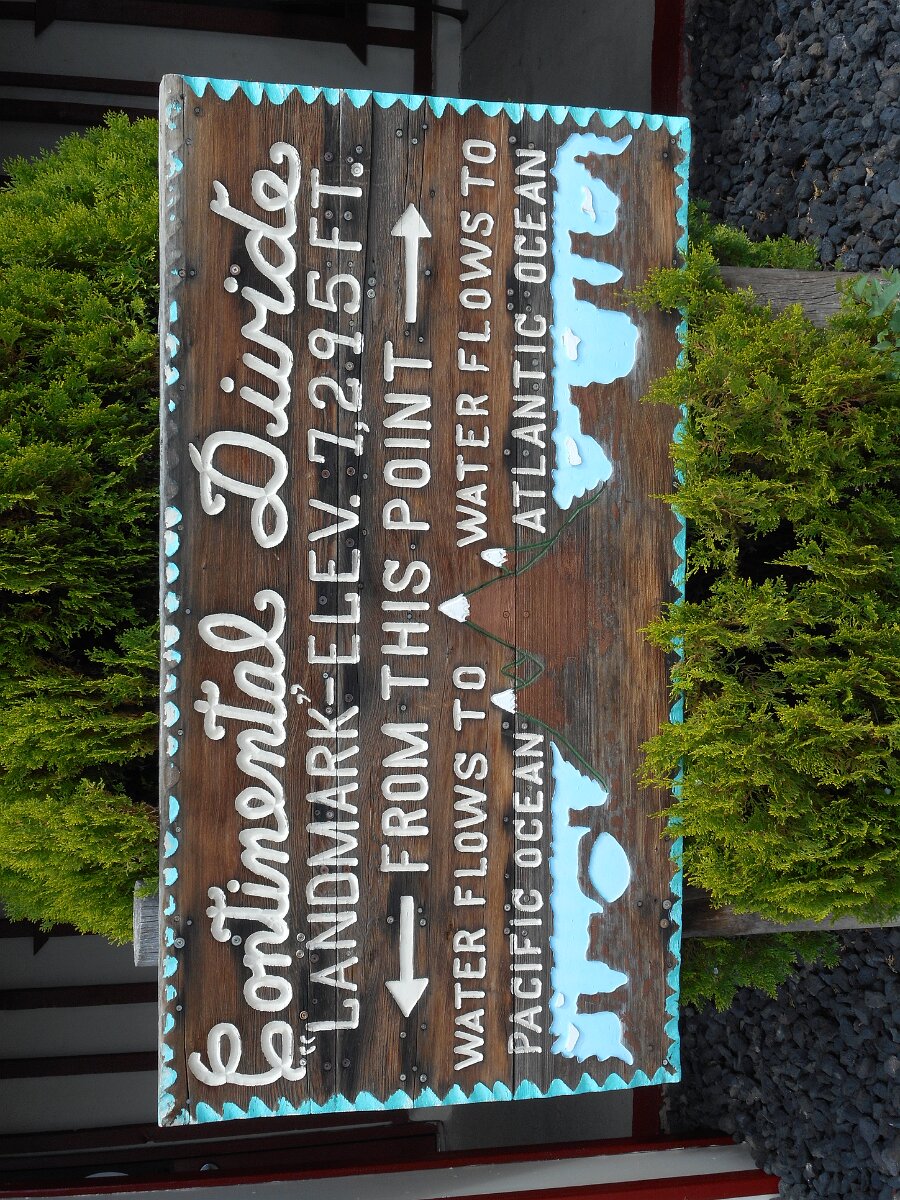 Continental Divide
"LANDMARK"-ELEV. 7,295 FT.
← FROM THIS POINT →
WATER FLOWS TO
PACIFIC OCEAN
WATER FLOWS TO
ATLANTIC OCEAN